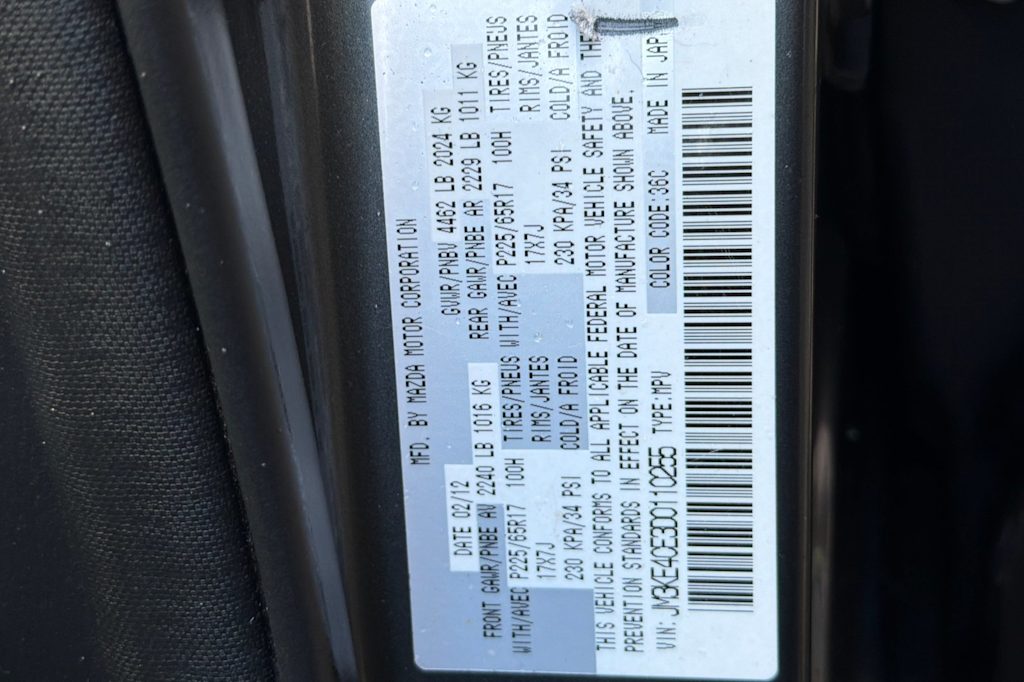 MFD. BY MAZDA MOTOR CORPORATION
DATE 02/12 GVWR/PNBV 4462 LB 2024 KG
FRONT GAWR/PNBE AV 2240 LB 1016 KG REAR GAWR/PNBE AR 2229 LB 1011 KG
WITH/AVEC P225/65R17 100H TIRES/PNEUS WITH/AVEC P225/65R17 100H TIRES/PNEUS
17X7J RIMS/JANTES 17X7J RIMS/JANTES
230 KPA/34 PSI COLD/A FROID 230 KPA/34 PSI COLD/A FROID
THIS VEHICLE CONFORMS TO ALL APPLICABLE FEDERAL MOTOR VEHICLE SAFETY AND THE
PREVENTION STANDARDS IN EFFECT ON THE DATE OF MANUFACTURE SHOWN ABOVE.
VIN: JM3KE4CE3D0110255 TYPE:MPV COLOR CODE:36C MADE IN JAP